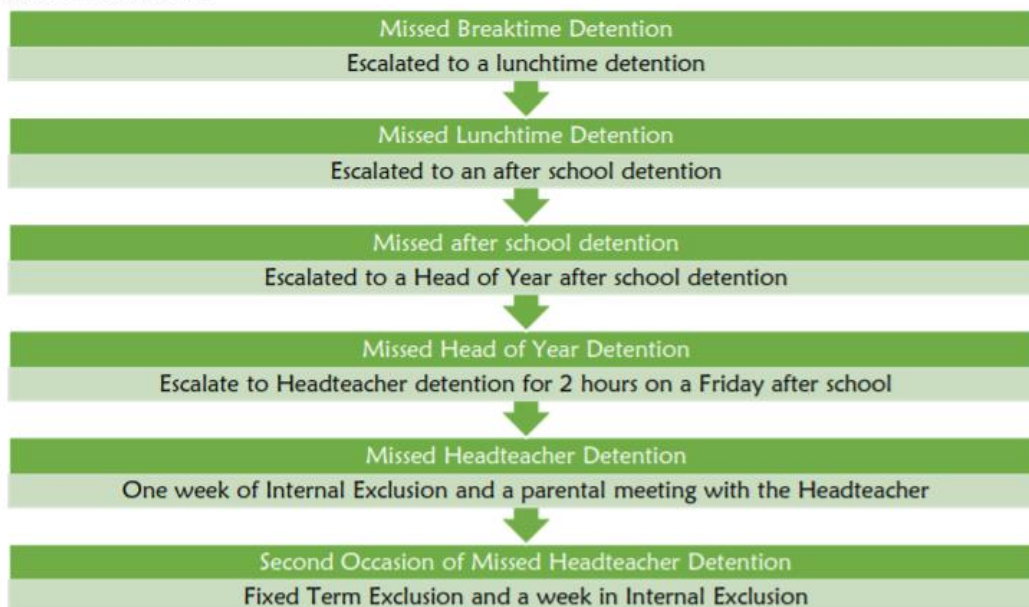 Missed Breaktime Detention
Escalated to a lunchtime detention
Missed Lunchtime Detention
Escalated to an after school detention
Missed after school detention
Escalated to a Head of Year after school detention
Missed Head of Year Detention
Escalate to Headteacher detention for 2 hours on a Friday after school
Missed Headteacher Detention
One week of Internal Exclusion and a parental meeting with the Headteacher
Second Occasion of Missed Headteacher Detention
Fixed Term Exclusion and a week in Internal Exclusion